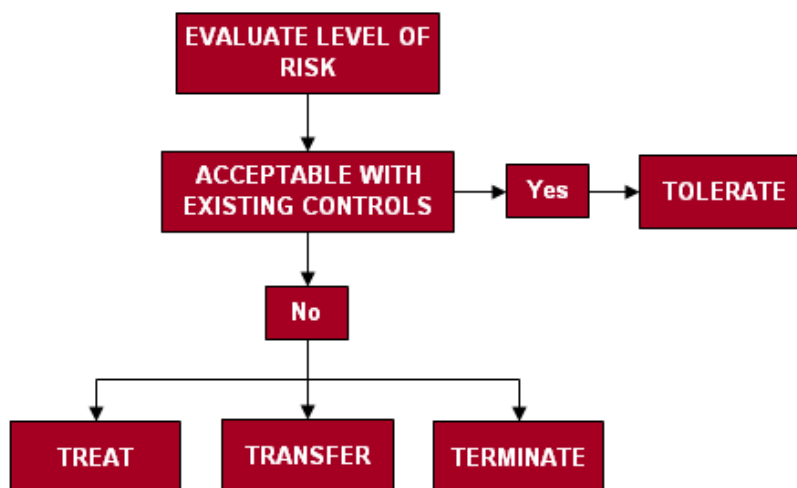 EVALUATE LEVEL OF
RISK
ACCEPTABLE WITH
EXISTING CONTROLS
Yes
TOLERATE
No
TREAT
TRANSFER
TERMINATE